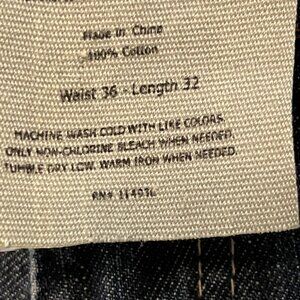 Made in China
100% Cotton
Waist 36 - Length 32
MACHINE WASH COLD WITH LIKE COLORS.
ONLY NON-CHLORINE BLEACH WHEN NEEDED.
TUMBLE DRY LOW. WARM IRON WHEN NEEDED.
RN#